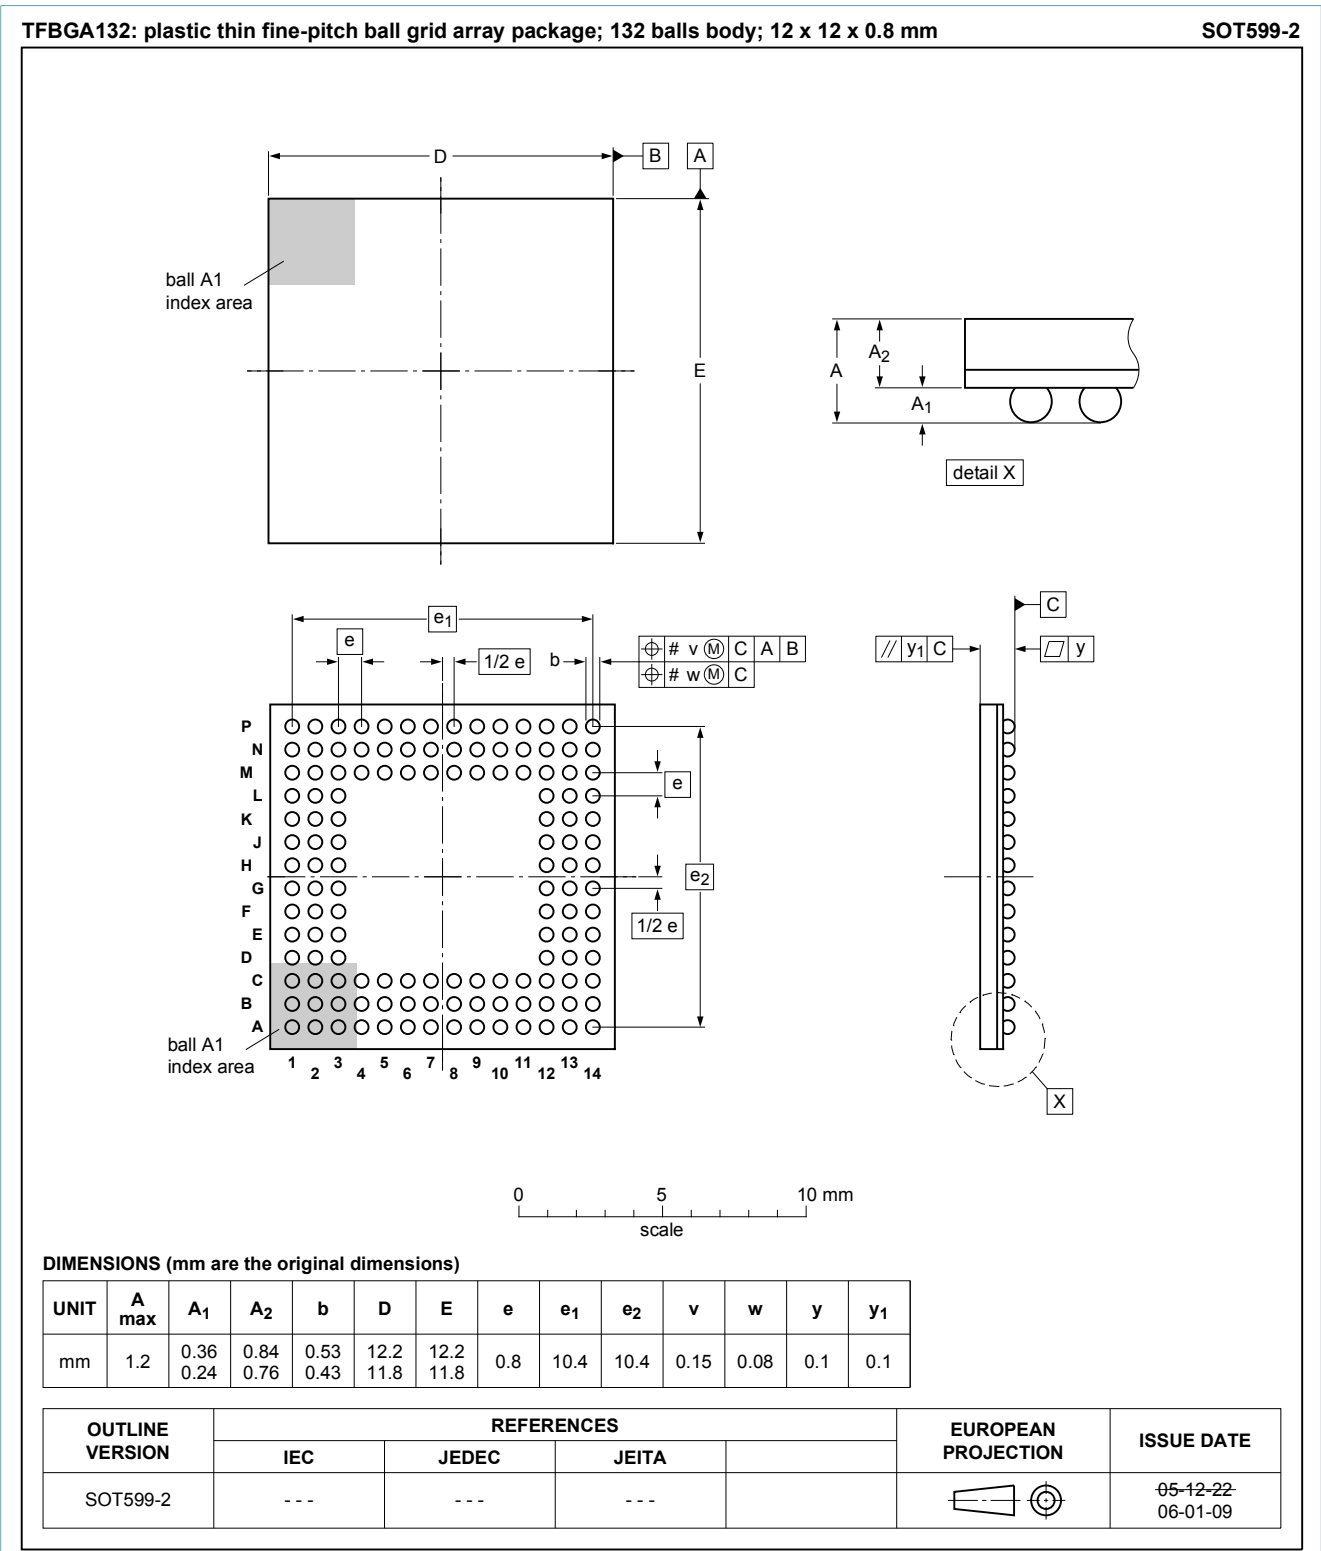 TFBGA132: plastic thin fine-pitch ball grid array package; 132 balls body; 12 x 12 x 0.8 mm SOT599-2
D B A
ball A1
index area
E
A A2
A1
detail X
e1
e
1/2 e
b
# v M C A B
# w M C
C
// y1 C
y
P
N
M
L
K
J
H
G
F
E
D
C
B
A
e
e2
1/2 e
ball A1
index area
1 2 3 4 5 6 7 8 9 10 11 12 13 14
X
0 5 10 mm
scale
DIMENSIONS (mm are the original dimensions)
UNIT A max A1 A2 b D E e e1 e2 v w y y1
mm 1.2 0.36 0.24 0.84 0.76 0.53 0.43 12.2 11.8 12.2 11.8 0.8 10.4 10.4 0.15 0.08 0.1 0.1
OUTLINE VERSION REFERENCES EUROPEAN PROJECTION ISSUE DATE
IEC JEDEC JEITA
SOT599-2 - - - - - - - - - 05-12-22
06-01-09